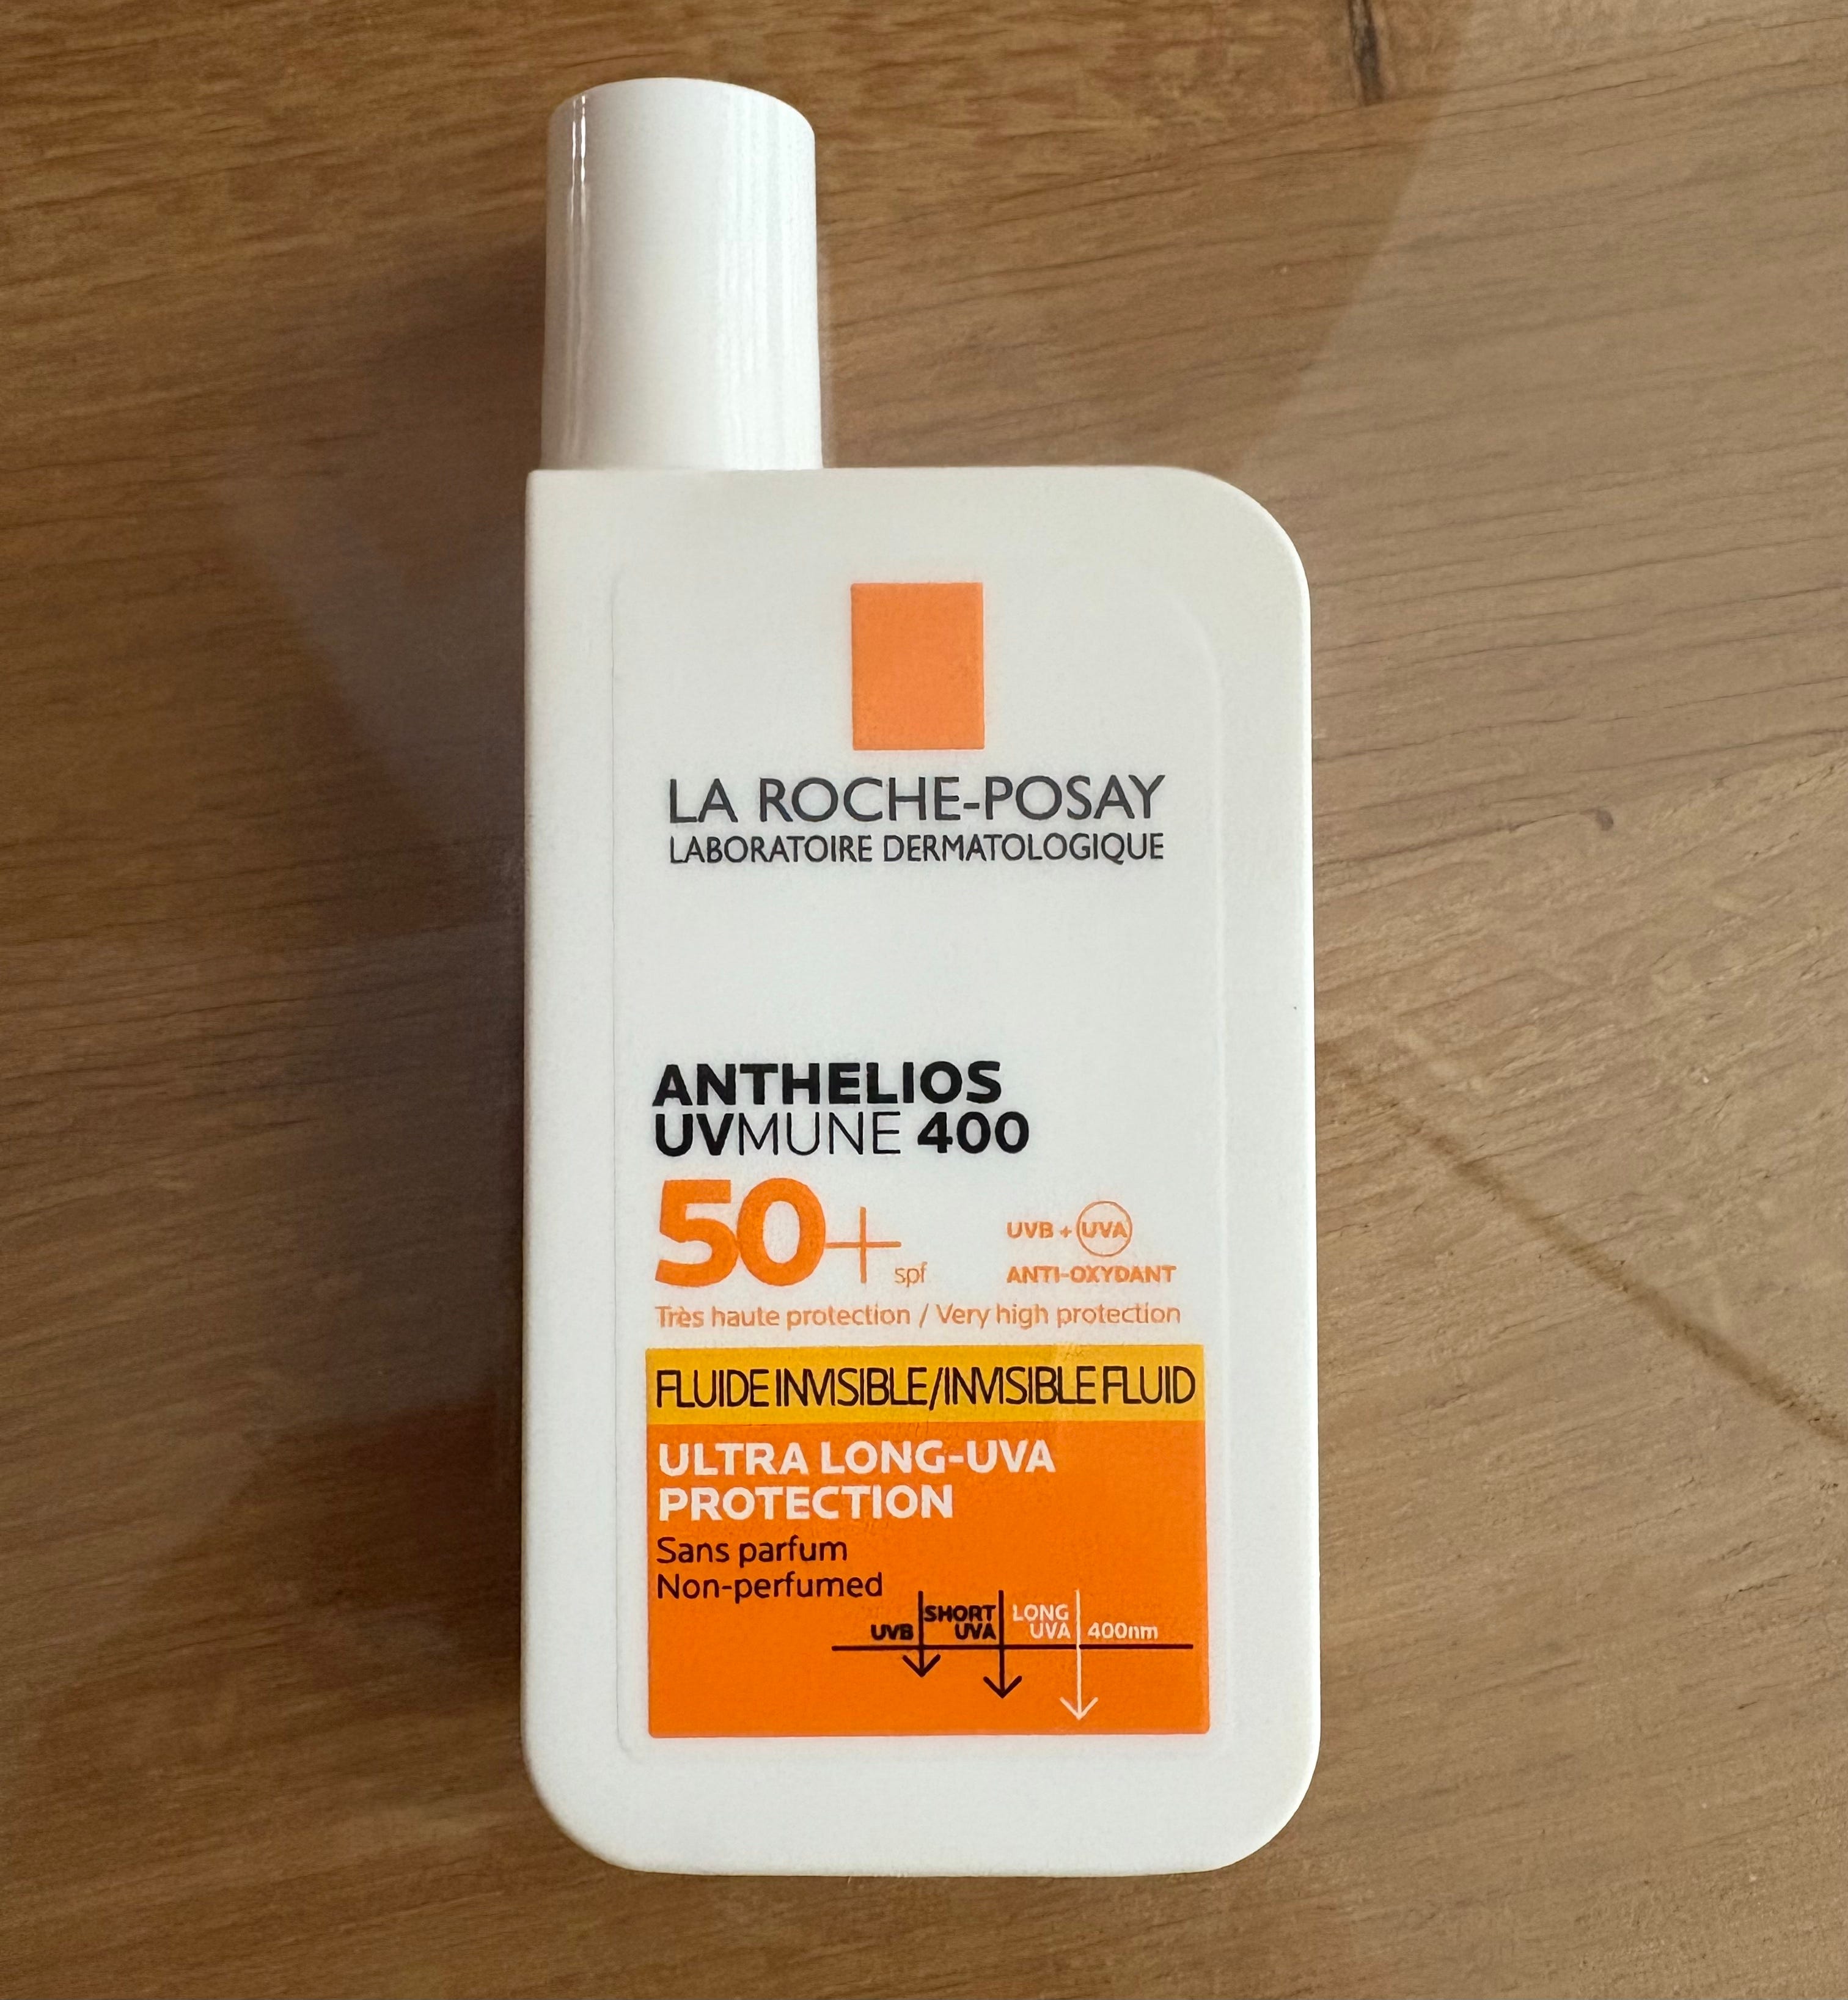 LA ROCHE-POSAY
LABORATOIRE DERMATOLOGIQUE
ANTHELIOS
UVMUNE 400
50+ spf
UVB + UVA
ANTI-OXYDANT
Très haute protection / Very high protection
FLUIDE INVISIBLE/INVISIBLE FLUID
ULTRA LONG-UVA
PROTECTION
Sans parfum
Non-perfumed
UVB
SHORT
UVA
LONG
UVA
400nm